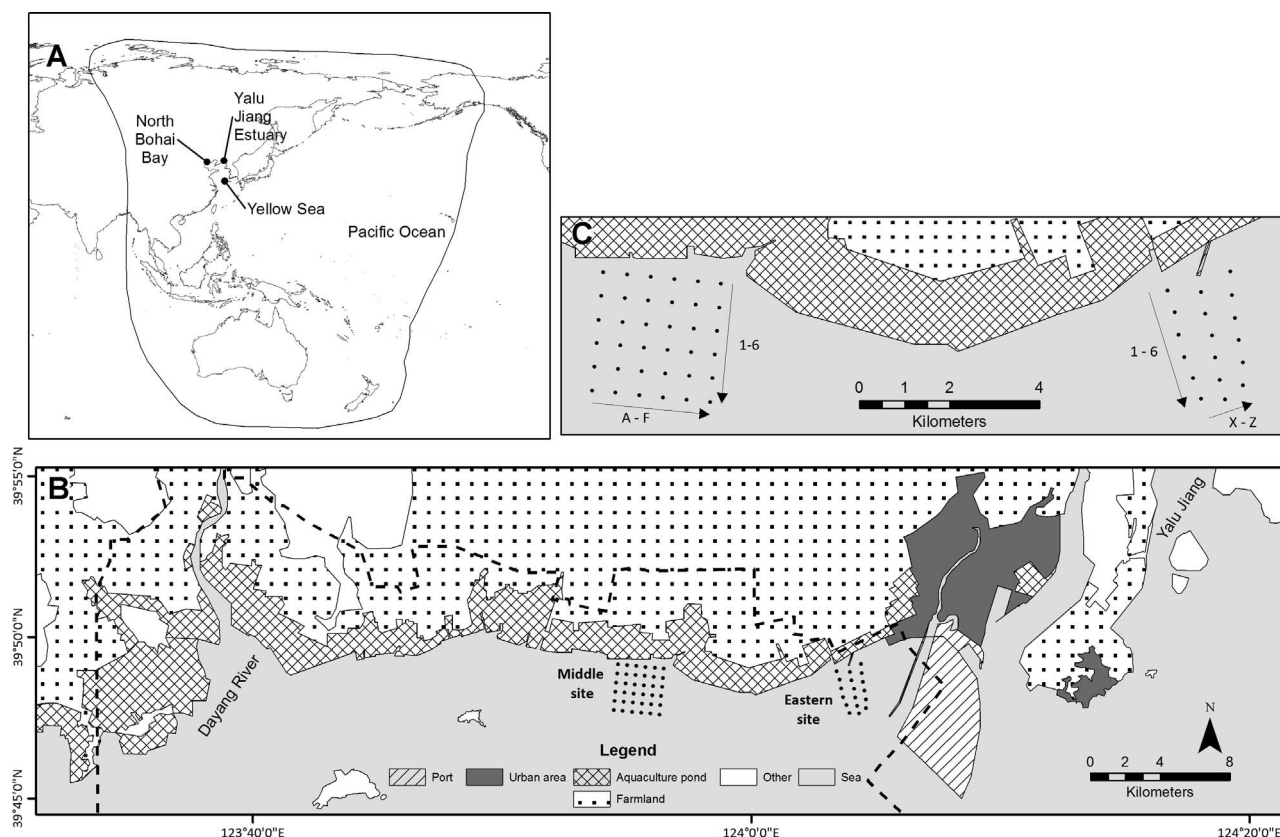 A
Yalu
Jiang
Estuary
North
Bohai
Bay
Yellow Sea
Pacific Ocean
C
1-6
A - F
0 1 2 4
Kilometers
1 - 6
X - Z
B
39°55'0"N
39°50'0"N
39°45'0"N
Dayang River
Yalu Jiang
Middle
site
Eastern
site
N
Legend
Port
Urban area
Aquaculture pond
Other
Sea
Farmland
0 2 4 8
Kilometers
123°40'0"E
124°0'0"E
124°20'0"E